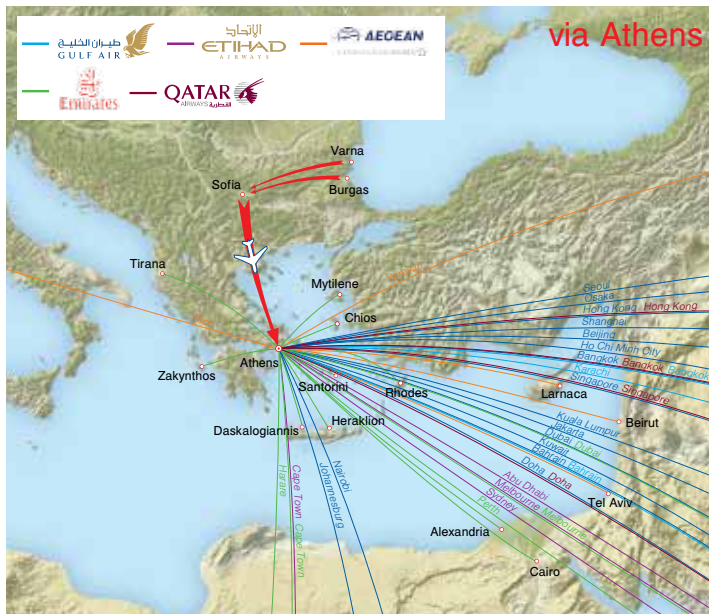 via Athens
طيران الخليج
GULF AIR
الإتحاد
ETIHAD
AIRWAYS
AEGEAN
Emirates
QATAR
AIRWAYS القطرية
Varna
Sofia
Burgas
Tirana
Mytilene
Chios
Athens
Zakynthos
Santorini
Rhodes
Larnaca
Daskalogiannis
Heraklion
Beirut
Tel Aviv
Alexandria
Cairo
Seoul
Osaka
Hong Kong Hong Kong
Shanghai
Beijing
Ho Chi Minh City
Bangkok Bangkok Bangkok
Karachi
Singapore Singapore
Kuala Lumpur
Jakarta
Dubai Dubai
Kuwait
Bahrain Bahrain
Doha Doha
Abu Dhabi
Melbourne Melbourne
Sydney
Perth
Nairobi
Johannesburg
Cape Town Cape Town
Harare